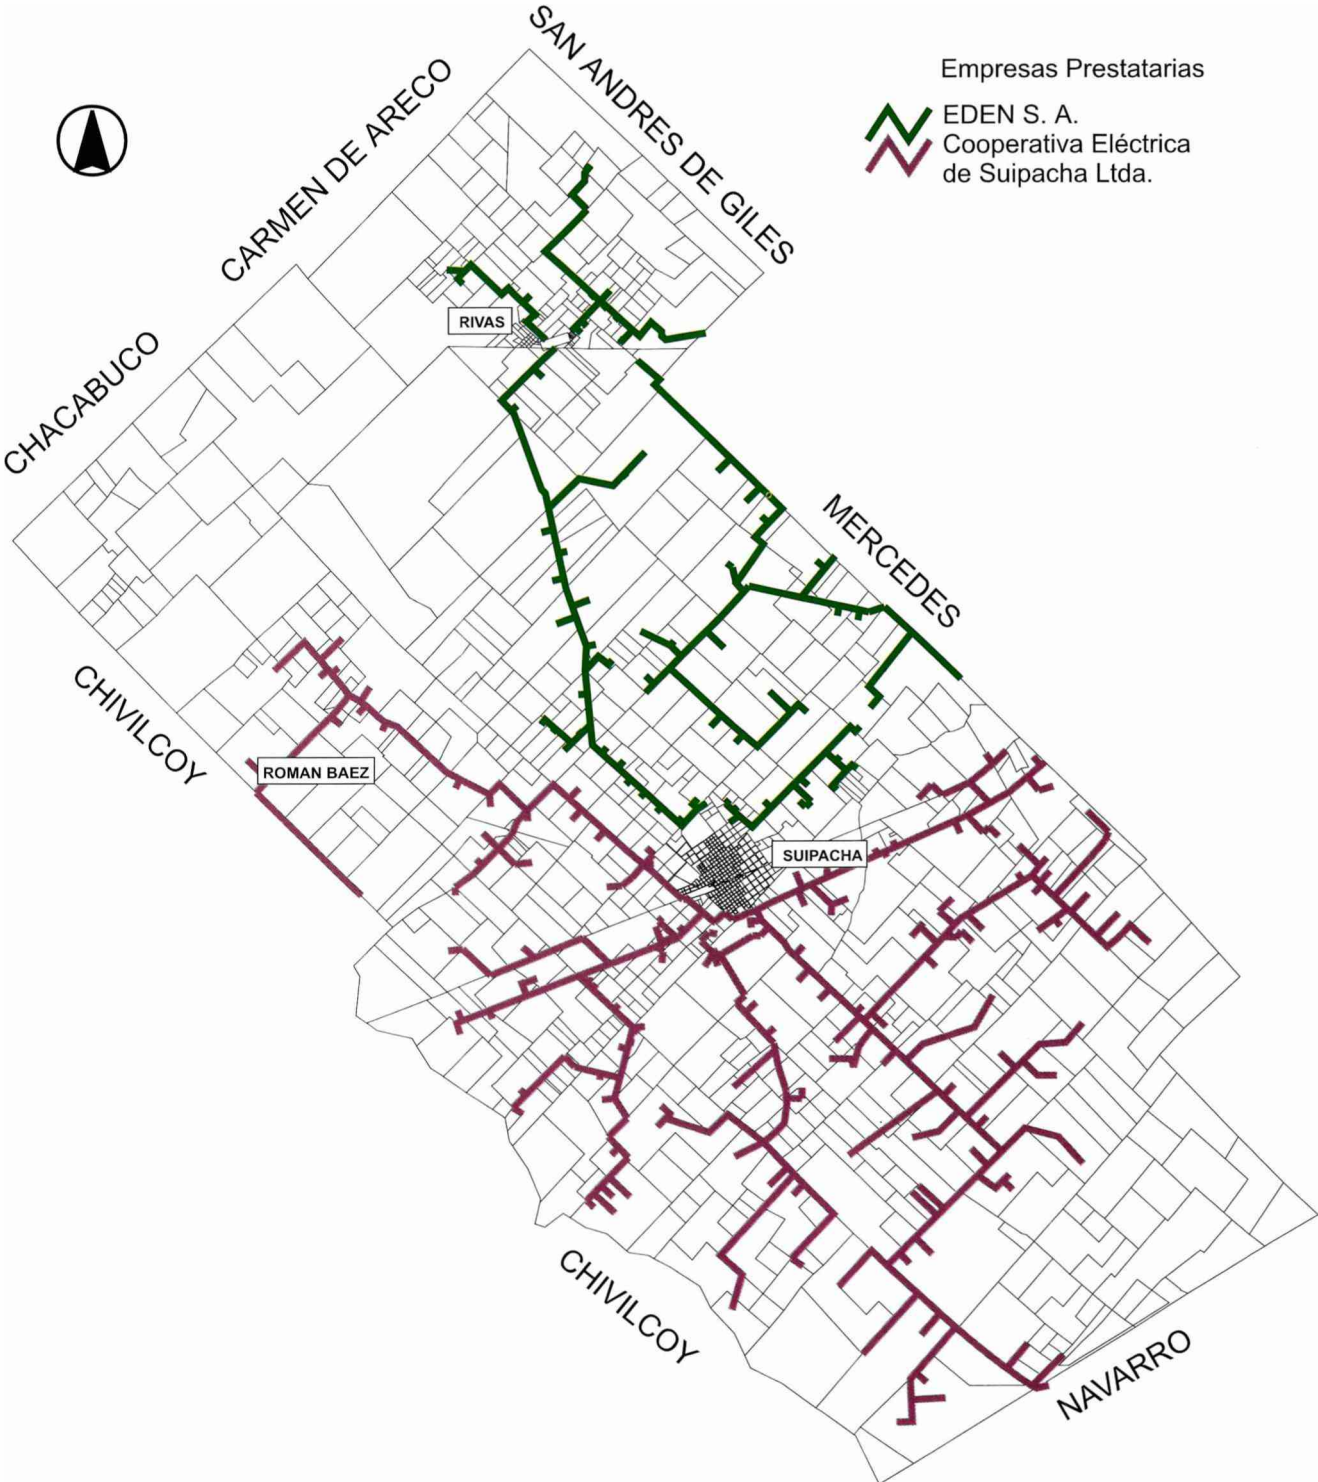 SAN ANDRES DE GILES
CARMEN DE ARECO
Empresas Prestatarias
EDEN S. A.
Cooperativa Eléctrica
de Suipacha Ltda.
RIVAS
CHACABUCO
MERCEDES
CHIVILCOY
ROMAN BAEZ
SUIPACHA
CHIVILCOY
NAVARRO